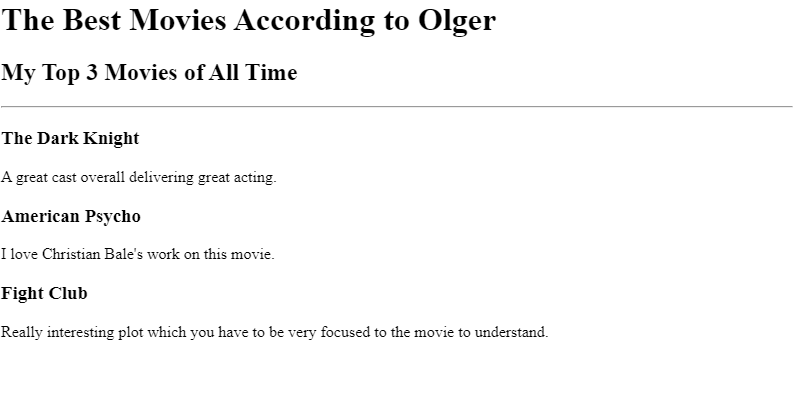 The Best Movies According to Olger
My Top 3 Movies of All Time
The Dark Knight
A great cast overall delivering great acting.
American Psycho
I love Christian Bale's work on this movie.
Fight Club
Really interesting plot which you have to be very focused to the movie to understand.